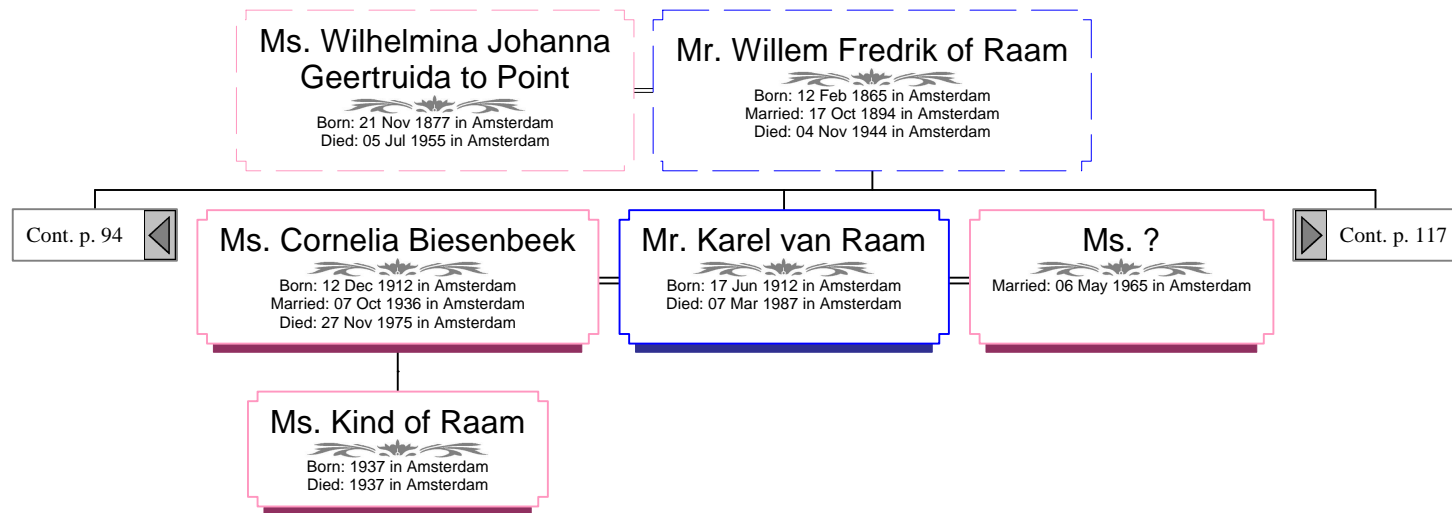 Ms. Wilhelmina Johanna
Geertruida to Point
Born: 21 Nov 1877 in Amsterdam
Died: 05 Jul 1955 in Amsterdam
Mr. Willem Fredrik of Raam
Born: 12 Feb 1865 in Amsterdam
Married: 17 Oct 1894 in Amsterdam
Died: 04 Nov 1944 in Amsterdam
Cont. p. 94
Ms. Cornelia Biesenbeek
Born: 12 Dec 1912 in Amsterdam
Married: 07 Oct 1936 in Amsterdam
Died: 27 Nov 1975 in Amsterdam
Mr. Karel van Raam
Born: 17 Jun 1912 in Amsterdam
Died: 07 Mar 1987 in Amsterdam
Ms. ?
Married: 06 May 1965 in Amsterdam
Cont. p. 117
Ms. Kind of Raam
Born: 1937 in Amsterdam
Died: 1937 in Amsterdam